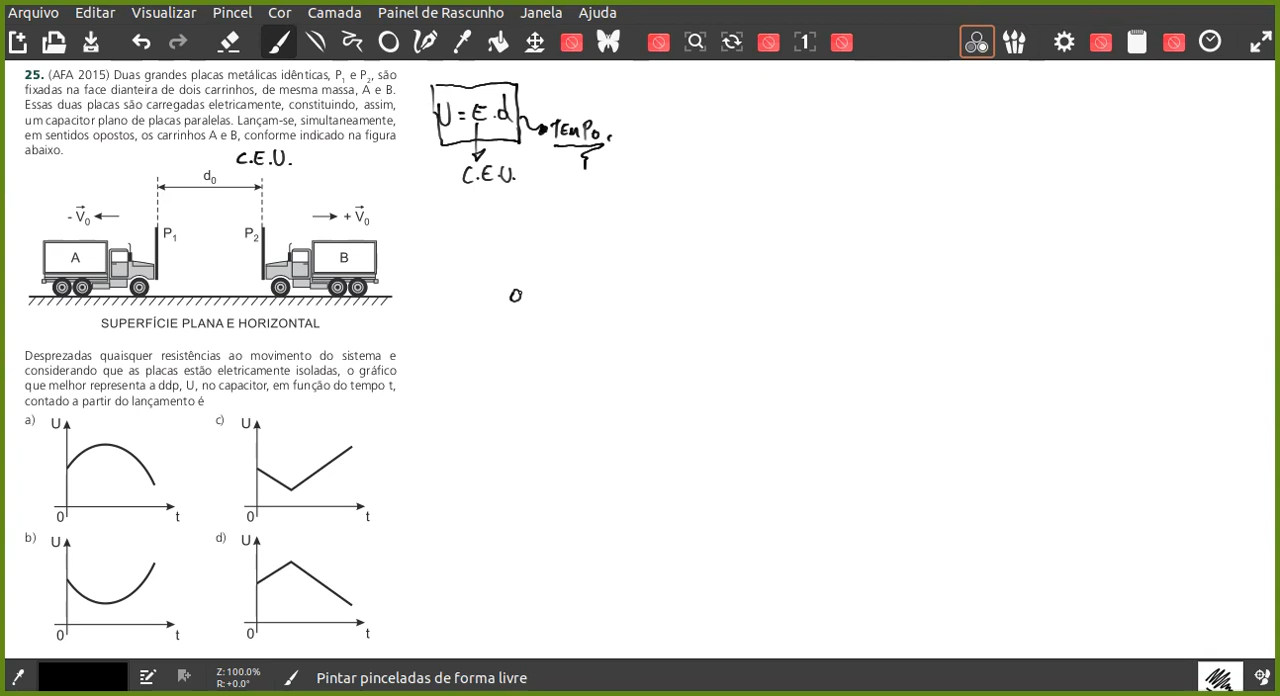 Arquivo Editar Visualizar Pincel Cor Camada Painel de Rascunho Janela Ajuda
1
25. (AFA 2015) Duas grandes placas metálicas idênticas, P1 e P2, são
fixadas na face dianteira de dois carrinhos, de mesma massa, A e B.
Essas duas placas são carregadas eletricamente, constituindo, assim,
um capacitor plano de placas paralelas. Lançam-se, simultaneamente,
em sentidos opostos, os carrinhos A e B, conforme indicado na figura
abaixo.
C.E.U.
d0
- V0
+ V0
P1
P2
A
B
SUPERFÍCIE PLANA E HORIZONTAL
Desprezadas quaisquer resistências ao movimento do sistema e
considerando que as placas estão eletricamente isoladas, o gráfico
que melhor representa a ddp, U, no capacitor, em função do tempo t,
contado a partir do lançamento é
a) U
0 t
c) U
0 t
b) U
0 t
d) U
0 t
U = E.d
TEMPO.
C.E.U.
Z: 100.0%
R: +0.0°
Pintar pinceladas de forma livre